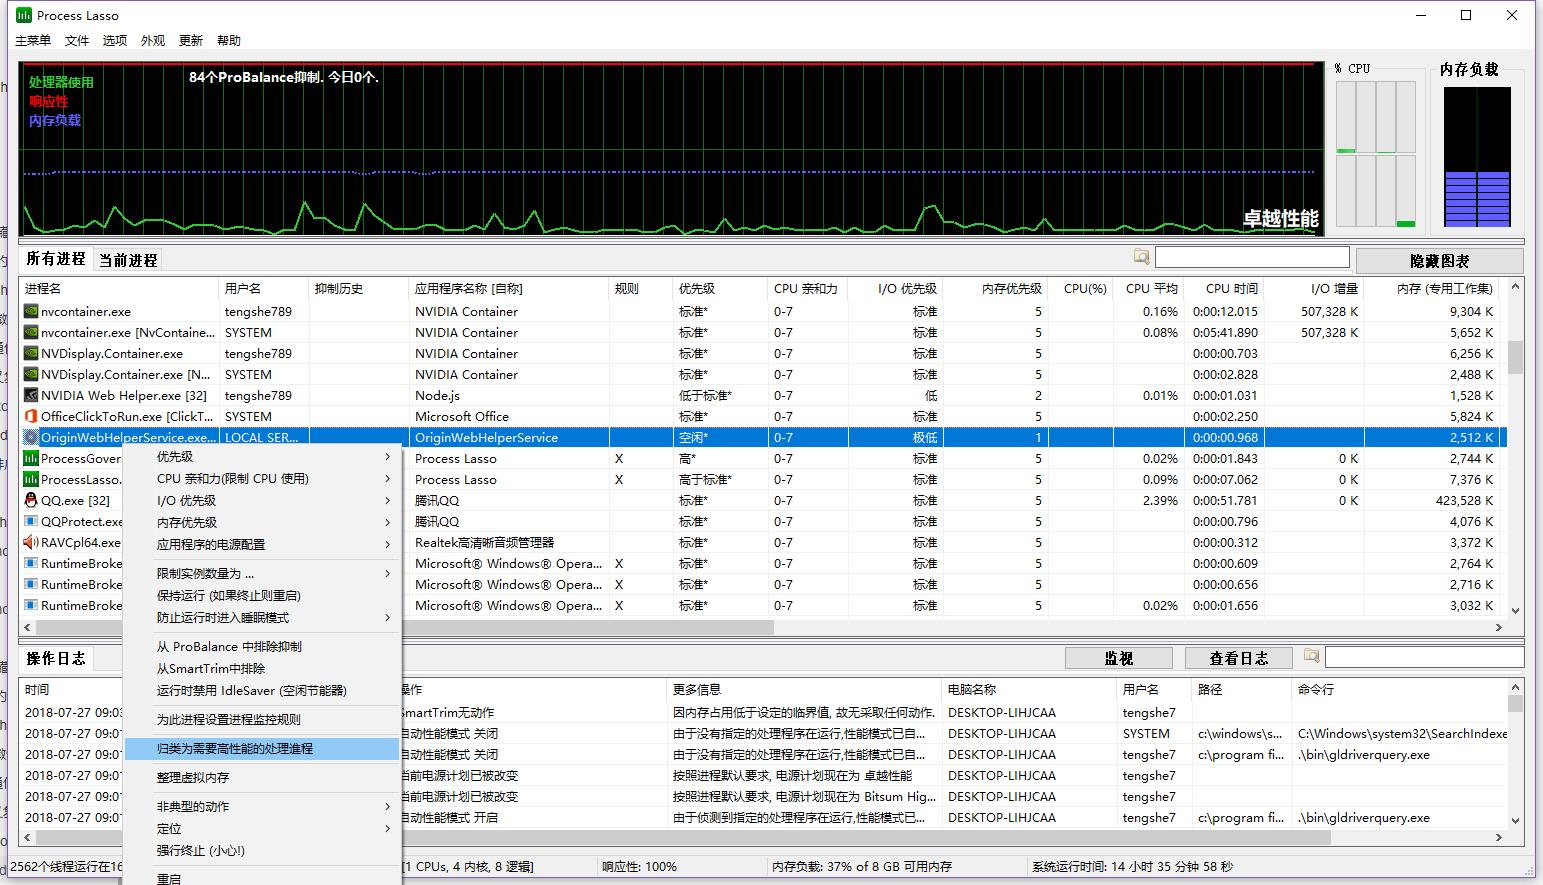 Process Lasso
主菜单 文件 选项 外观 更新 帮助
处理器使用
84个ProBalance抑制. 今日0个.
响应性
内存负载
卓越性能
% CPU
内存负载
所有进程 当前进程
隐藏图表
进程名 用户名 抑制历史 应用程序名称 [自称] 规则 优先级 CPU 亲和力 I/O 优先级 内存优先级 CPU(%) CPU 平均 CPU 时间 I/O 增量 内存 (专用工作集)
nvcontainer.exe tengshe789 NVIDIA Container 标准* 0-7 标准 5 0.16% 0:00:12.015 507,328 K 9,304 K
nvcontainer.exe [NvContaine... SYSTEM NVIDIA Container 标准* 0-7 标准 5 0.08% 0:05:41.890 507,328 K 5,652 K
NVDisplay.Container.exe tengshe789 NVIDIA Container 标准* 0-7 标准 5 0:00:00.703 6,256 K
NVDisplay.Container.exe [N... SYSTEM NVIDIA Container 标准* 0-7 标准 5 0:00:02.828 2,488 K
NVIDIA Web Helper.exe [32] tengshe789 Node.js 低于标准* 0-7 低 2 0.01% 0:00:01.031 1,528 K
OfficeClickToRun.exe [ClickT... SYSTEM Microsoft Office 标准* 0-7 标准 5 0:00:02.250 5,824 K
OriginWebHelperService.exe... LOCAL SER... OriginWebHelperService 空闲* 0-7 极低 1 0:00:00.968 2,512 K
ProcessGover Process Lasso X 高* 0-7 标准 5 0.02% 0:00:01.843 0 K 2,744 K
ProcessLasso. Process Lasso X 高于标准* 0-7 标准 5 0.09% 0:00:07.062 0 K 7,376 K
QQ.exe [32] 腾讯QQ 标准* 0-7 标准 5 2.39% 0:00:51.781 0 K 423,528 K
QQProtect.exe 腾讯QQ 标准* 0-7 标准 5 0:00:00.796 4,076 K
RAVCpl64.exe Realtek高清晰音频管理器 标准* 0-7 标准 5 0:00:00.312 3,372 K
RuntimeBroke Microsoft® Windows® Opera... X 标准* 0-7 标准 5 0:00:00.609 2,764 K
RuntimeBroke Microsoft® Windows® Opera... X 标准* 0-7 标准 5 0:00:00.656 2,716 K
RuntimeBroke Microsoft® Windows® Opera... X 标准* 0-7 标准 5 0.02% 0:00:01.656 3,032 K
优先级
CPU 亲和力(限制 CPU 使用)
I/O 优先级
内存优先级
应用程序的电源配置
限制实例数量为 ...
保持运行 (如果终止则重启)
防止运行时进入睡眠模式
从 ProBalance 中排除抑制
从SmartTrim中排除
运行时禁用 IdleSaver (空闲节能器)
为此进程设置进程监控规则
归类为需要高性能的处理进程
整理虚拟内存
非典型的动作
定位
强行终止 (小心!)
重启
操作日志 监视 查看日志
时间 操作 更多信息 电脑名称 用户名 路径 命令行
2018-07-27 09:03 SmartTrim无动作 因内存占用低于设定的临界值, 故无采取任何动作. DESKTOP-LIHJCAA tengshe7
2018-07-27 09:01 自动性能模式 关闭 由于没有指定的处理程序在运行,性能模式已自... DESKTOP-LIHJCAA SYSTEM c:\windows\s... C:\Windows\system32\SearchIndexe
2018-07-27 09:01 自动性能模式 关闭 由于没有指定的处理程序在运行,性能模式已自... DESKTOP-LIHJCAA tengshe7 c:\program fi... .\bin\gldriverquery.exe
2018-07-27 09:01 当前电源计划已被改变 按照进程默认要求, 电源计划现在为 卓越性能 DESKTOP-LIHJCAA tengshe7
2018-07-27 09:01 当前电源计划已被改变 按照进程默认要求, 电源计划现在为 Bitsum Hig... DESKTOP-LIHJCAA tengshe7
2018-07-27 09:01 自动性能模式 开启 由于侦测到指定的处理程序在运行,性能模式已... DESKTOP-LIHJCAA tengshe7 c:\program fi... .\bin\gldriverquery.exe
2562个线程运行在16 [1 CPUs, 4 内核, 8 逻辑] 响应性: 100% 内存负载: 37% of 8 GB 可用内存 系统运行时间: 14 小时 35 分钟 58 秒